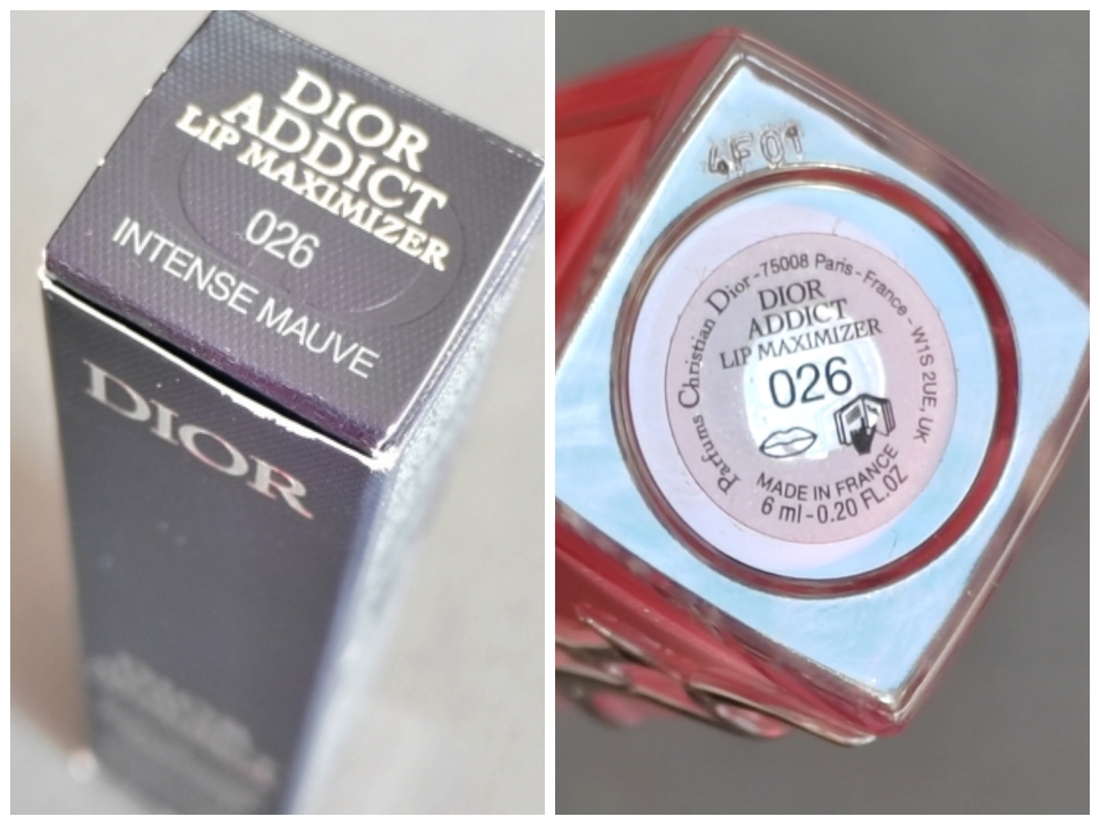 DIOR
ADDICT
LIP MAXIMIZER
026
INTENSE MAUVE
DIOR
4F01
Parfums Christian Dior - 75008 Paris - France - W1S 2UE, UK
DIOR
ADDICT
LIP MAXIMIZER
026
MADE IN FRANCE
6 ml - 0.20 FL.OZ